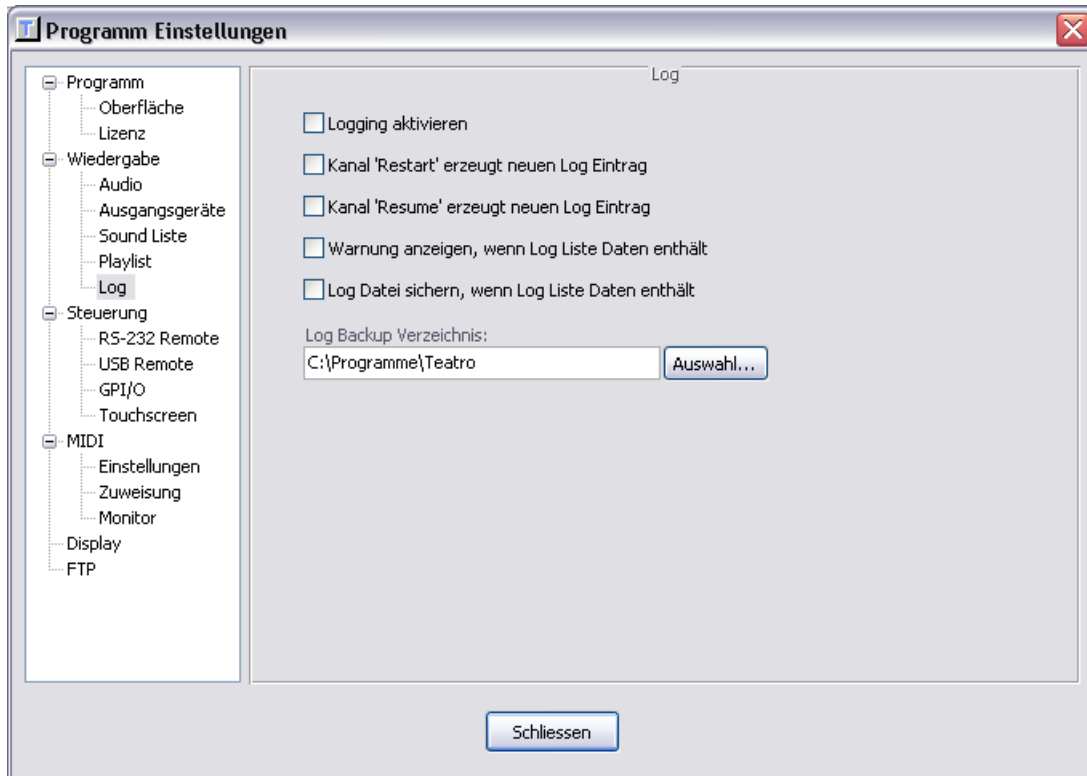 Programm Einstellungen
Programm
Oberfläche
Lizenz
Wiedergabe
Audio
Ausgangsgeräte
Sound Liste
Playlist
Log
Steuerung
RS-232 Remote
USB Remote
GPI/O
Touchscreen
MIDI
Einstellungen
Zuweisung
Monitor
Display
FTP
Log
Logging aktivieren
Kanal 'Restart' erzeugt neuen Log Eintrag
Kanal 'Resume' erzeugt neuen Log Eintrag
Warnung anzeigen, wenn Log Liste Daten enthält
Log Datei sichern, wenn Log Liste Daten enthält
Log Backup Verzeichnis:
C:\Programme\Teatro
Auswahl...
Schliessen